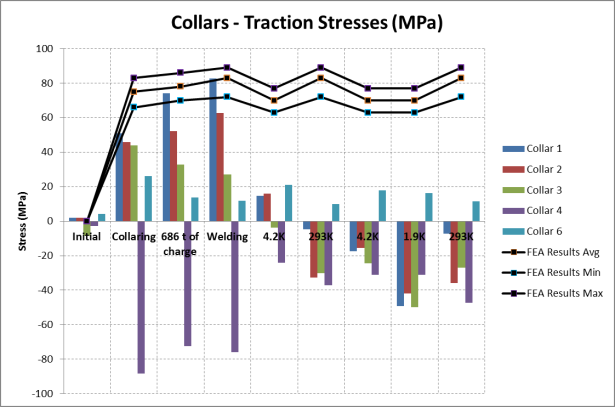 Collars - Traction Stresses (MPa)
100
80
60
40
20
0
-20
-40
-60
-80
-100
Stress (MPa)
Initial
Collaring
686 t of
charge
Welding
4.2K
293K
4.2K
1.9K
293K
Collar 1
Collar 2
Collar 3
Collar 4
Collar 6
FEA Results Avg
FEA Results Min
FEA Results Max